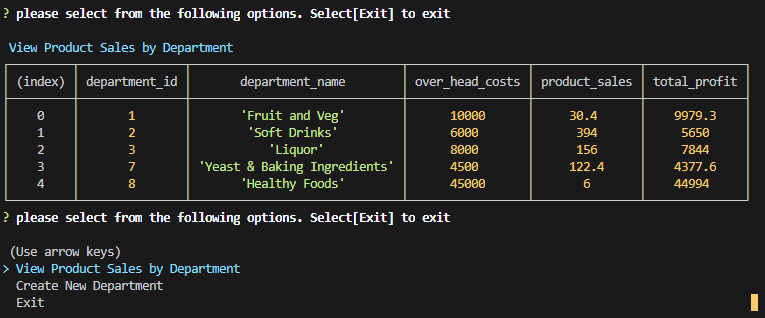 ? please select from the following options. Select[Exit] to exit
View Product Sales by Department
(index) department_id department_name over_head_costs product_sales total_profit
0 1 'Fruit and Veg' 10000 30.4 9979.3
1 2 'Soft Drinks' 6000 394 5650
2 3 'Liquor' 8000 156 7844
3 7 'Yeast & Baking Ingredients' 4500 122.4 4377.6
4 8 'Healthy Foods' 45000 6 44994
? please select from the following options. Select[Exit] to exit
(Use arrow keys)
> View Product Sales by Department
Create New Department
Exit